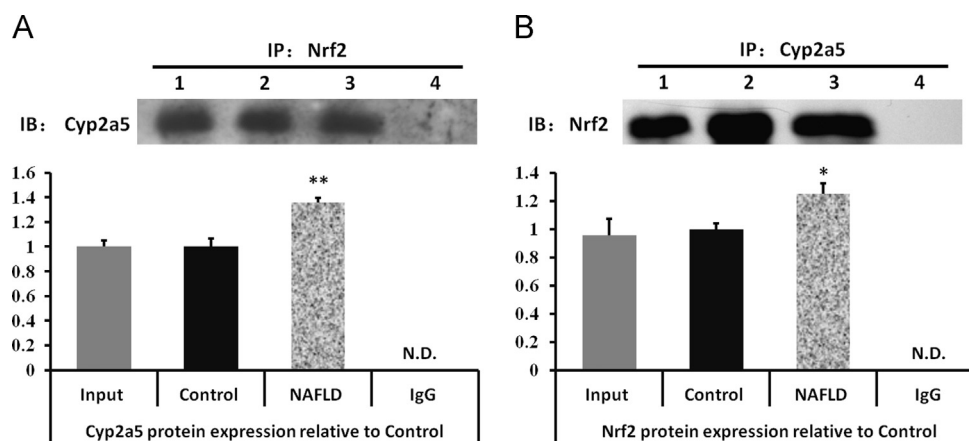 A
IP: Nrf2
1 2 3 4
IB: Cyp2a5
1.6
1.4
1.2
1
0.8
0.6
0.4
0.2
0
**
N.D.
Input Control NAFLD IgG
Cyp2a5 protein expression relative to Control
B
IP: Cyp2a5
1 2 3 4
IB: Nrf2
1.4
1.2
1
0.8
0.6
0.4
0.2
0
*
N.D.
Input Control NAFLD IgG
Nrf2 protein expression relative to Control